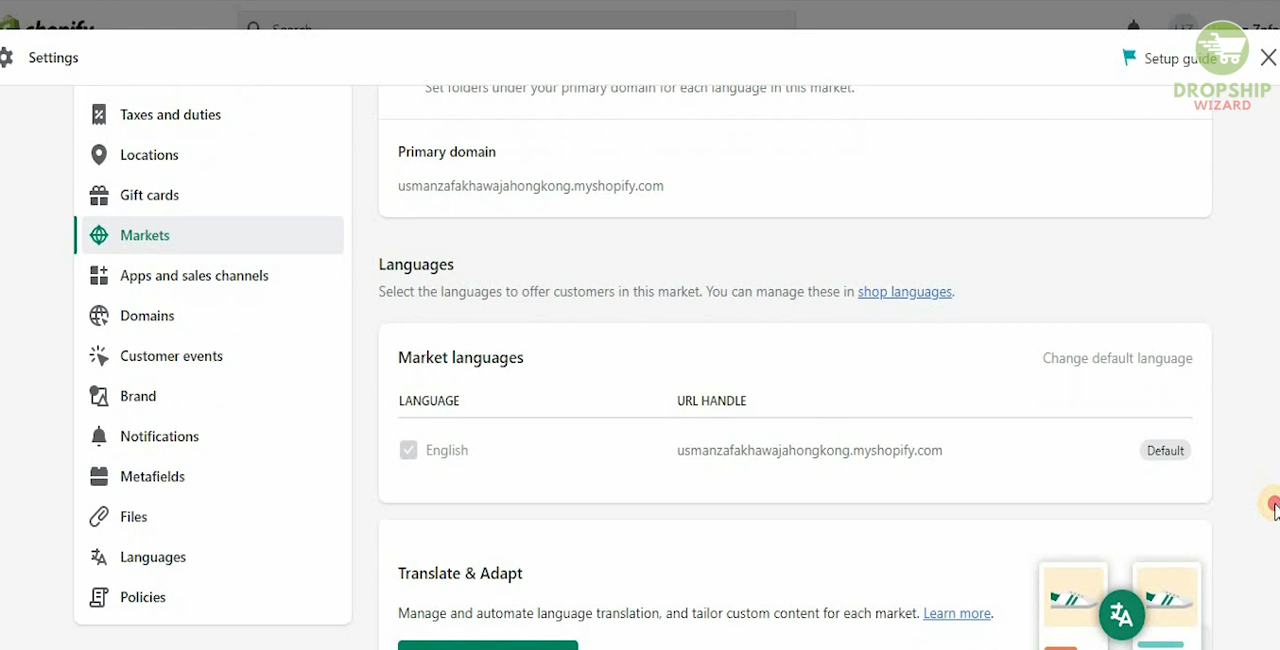 shopify
Search
Settings
Setup guide
DROPSHIP
WIZARD
Taxes and duties
Locations
Gift cards
Markets
Apps and sales channels
Domains
Customer events
Brand
Notifications
Metafields
Files
Languages
Policies
Set folders under your primary domain for each language in this market.
Primary domain
usmanzafakhawajahongkong.myshopify.com
Languages
Select the languages to offer customers in this market. You can manage these in shop languages.
Market languages
Change default language
LANGUAGE URL HANDLE
English usmanzafakhawajahongkong.myshopify.com Default
Translate & Adapt
Manage and automate language translation, and tailor custom content for each market. Learn more.